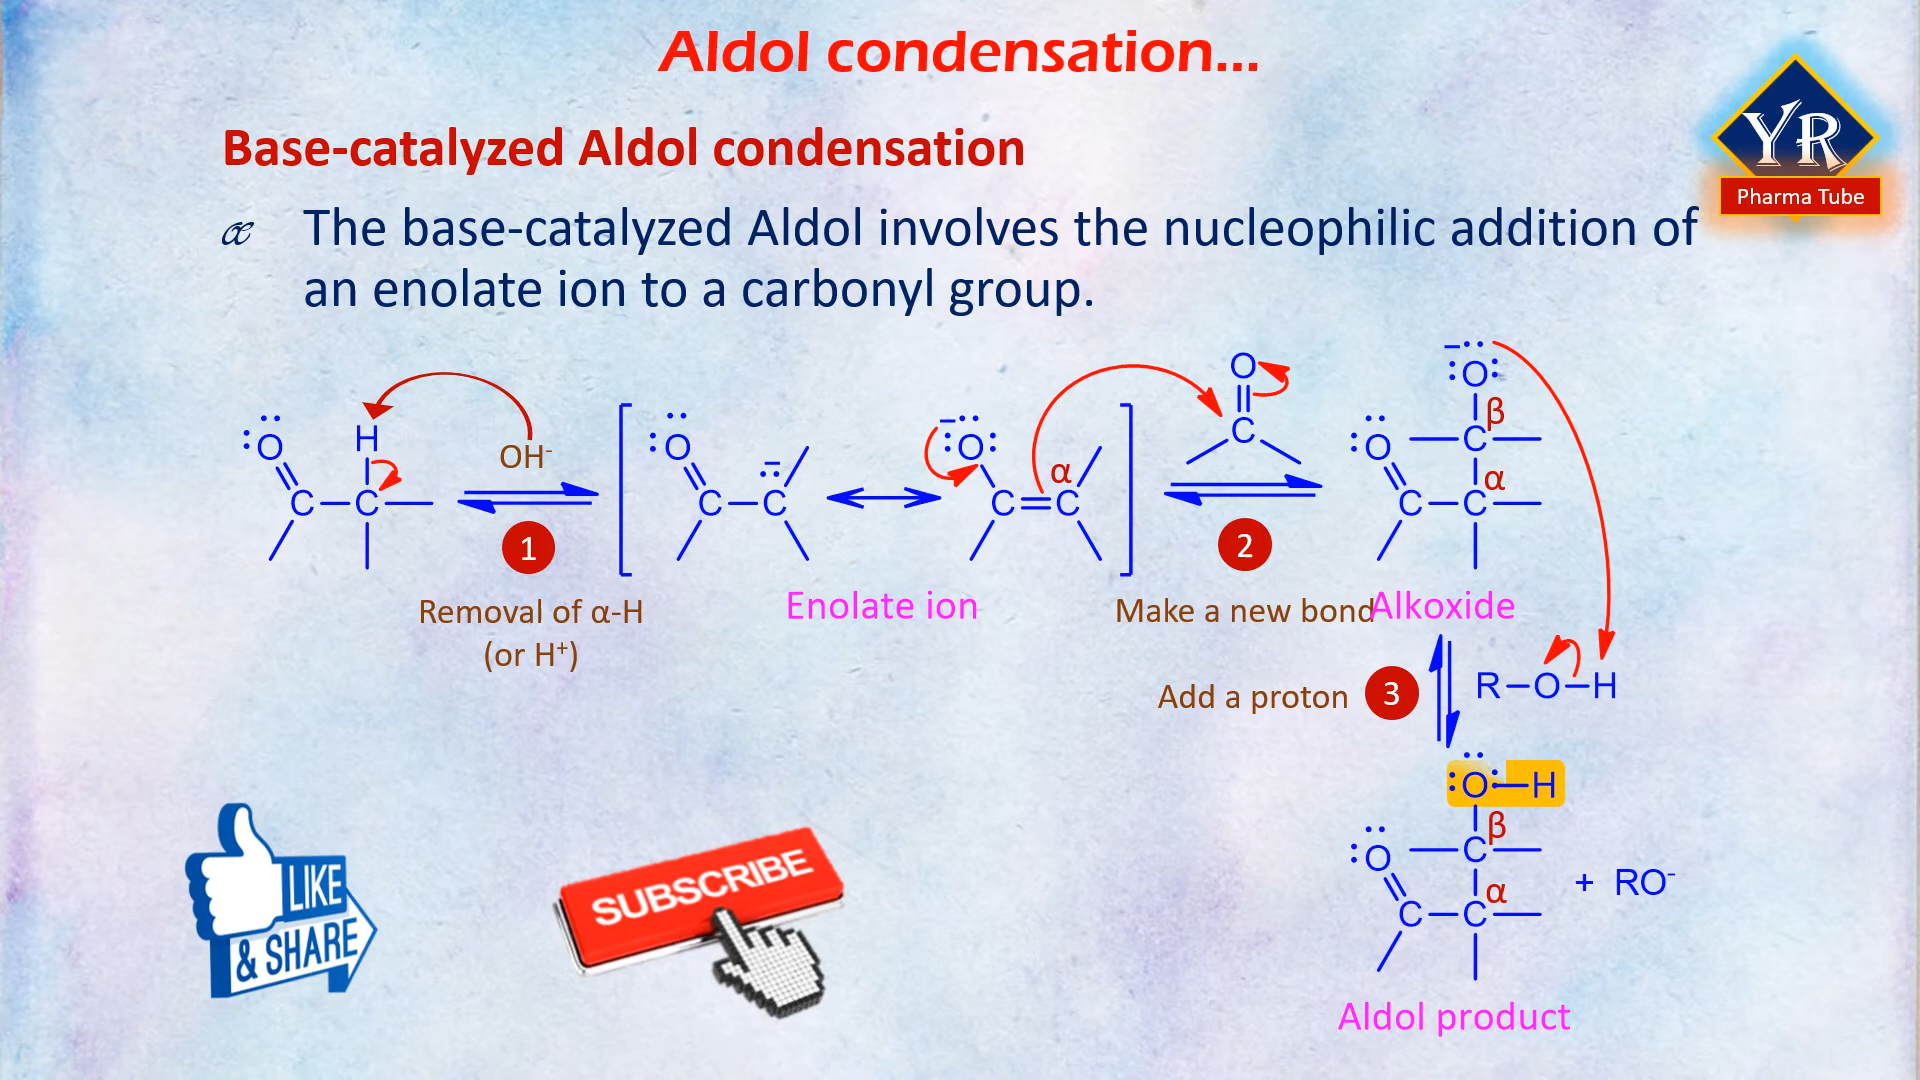 Aldol condensation...
YR
Pharma Tube
Base-catalyzed Aldol condensation
æ The base-catalyzed Aldol involves the nucleophilic addition of
an enolate ion to a carbonyl group.
O H C C
OH-
1
Removal of α-H
(or H+)
O C C
O C C α
Enolate ion
O C
2
Make a new bond
O β C α O C C
Alkoxide
Add a proton
3
R-O-H
O-H
β C
O C C α
+ RO-
Aldol product
LIKE
& SHARE
SUBSCRIBE